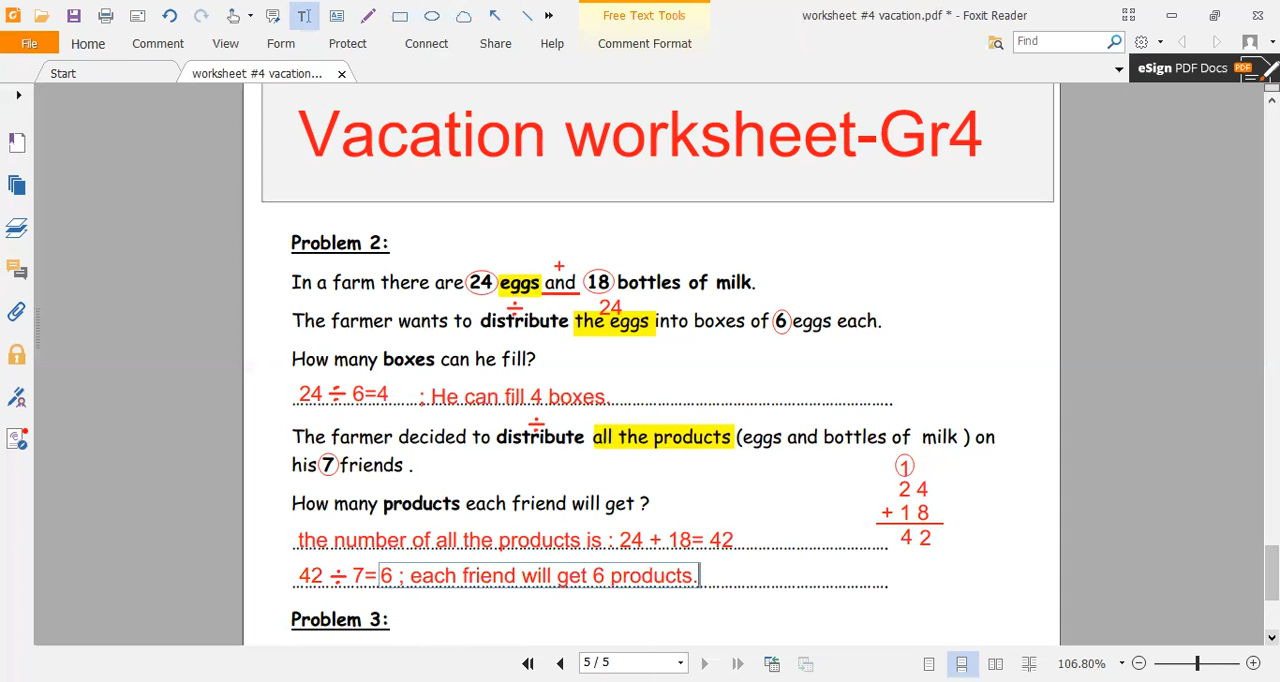 Free Text Tools
worksheet #4 vacation.pdf * - Foxit Reader
File
Home
Comment
View
Form
Protect
Connect
Share
Help
Comment Format
Find
Start
worksheet #4 vacation...
eSign PDF Docs
PDF
Vacation worksheet-Gr4
Problem 2:
+
In a farm there are 24 eggs and 18 bottles of milk.
÷ 24
The farmer wants to distribute the eggs into boxes of 6 eggs each.
How many boxes can he fill?
24 ÷ 6=4 ; He can fill 4 boxes.
÷
The farmer decided to distribute all the products (eggs and bottles of milk ) on
his 7 friends .
How many products each friend will get ?
the number of all the products is : 24 + 18= 42
42 ÷ 7= 6 ; each friend will get 6 products.
1
2 4
+ 1 8
4 2
Problem 3:
5 / 5
106.80%